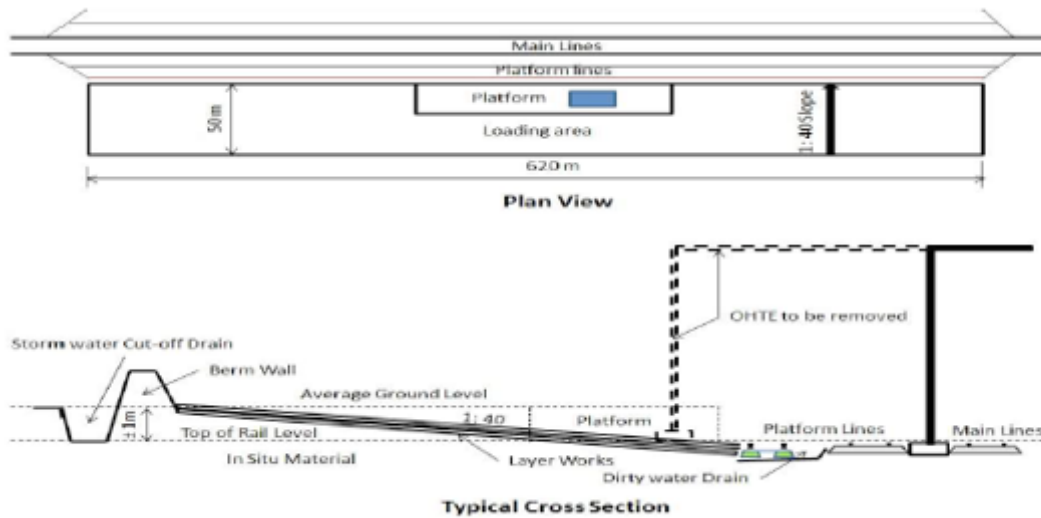 Main Lines
Platform lines
Platform
50m
Loading area
1:40 Slope
620 m
Plan View
OHTE to be removed
Storm water Cut-off Drain
Berm Wall
Average Ground Level
±1m
1:40
Platform
Top of Rail Level
Platform Lines
Main Lines
In Situ Material
Layer Works
Dirty water Drain
Typical Cross Section